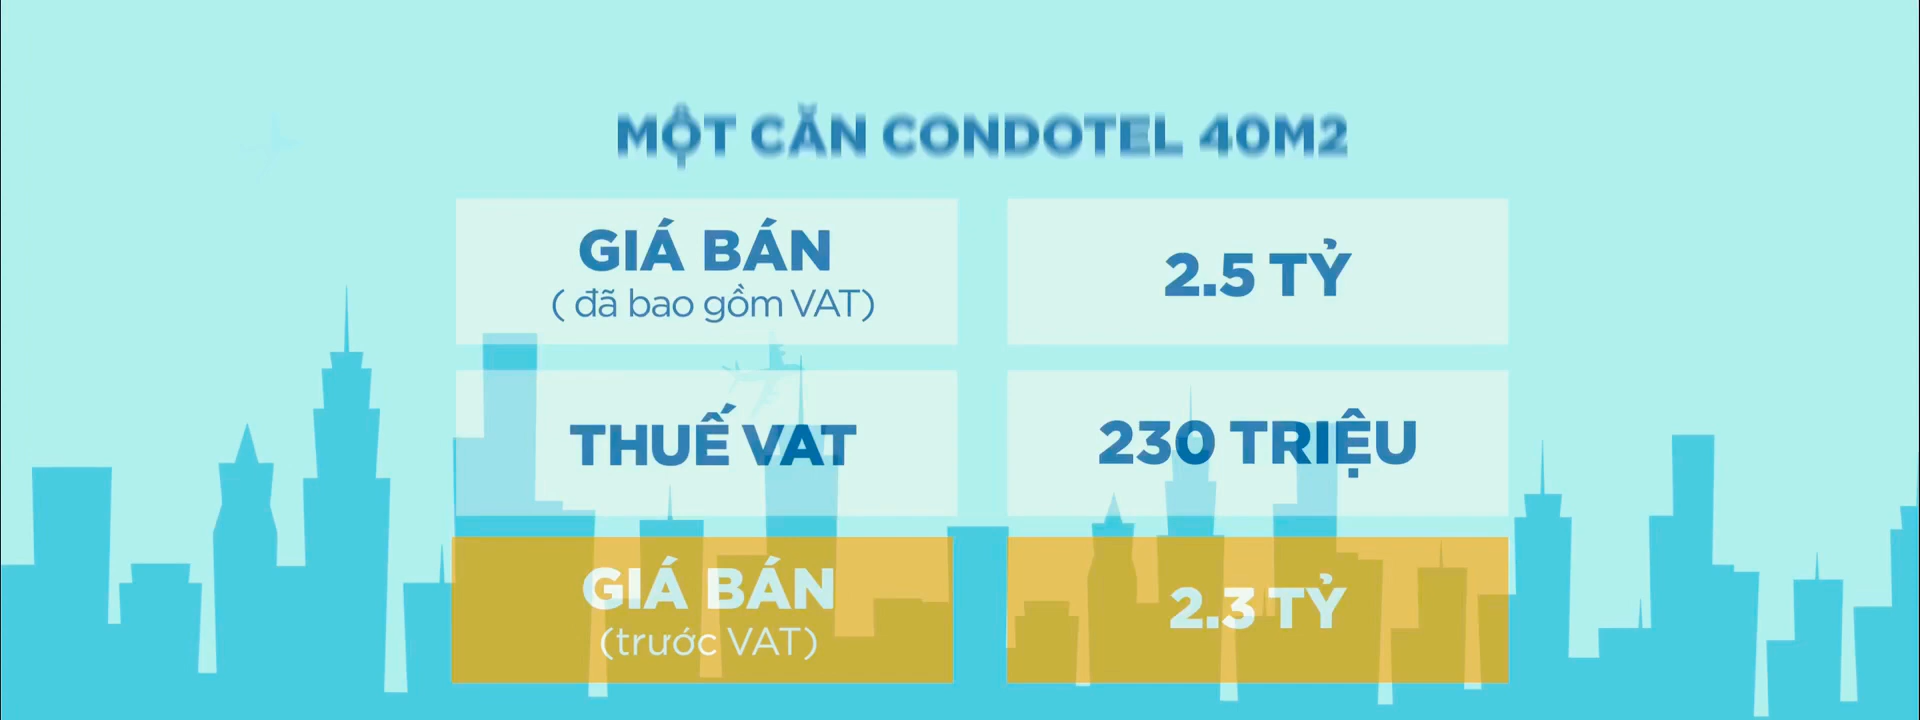 MỘT CĂN CONDOTEL 40M2
GIÁ BÁN
( đã bao gồm VAT)
2.5 TỶ
THUẾ VAT
230 TRIỆU
GIÁ BÁN
(trước VAT)
2.3 TỶ